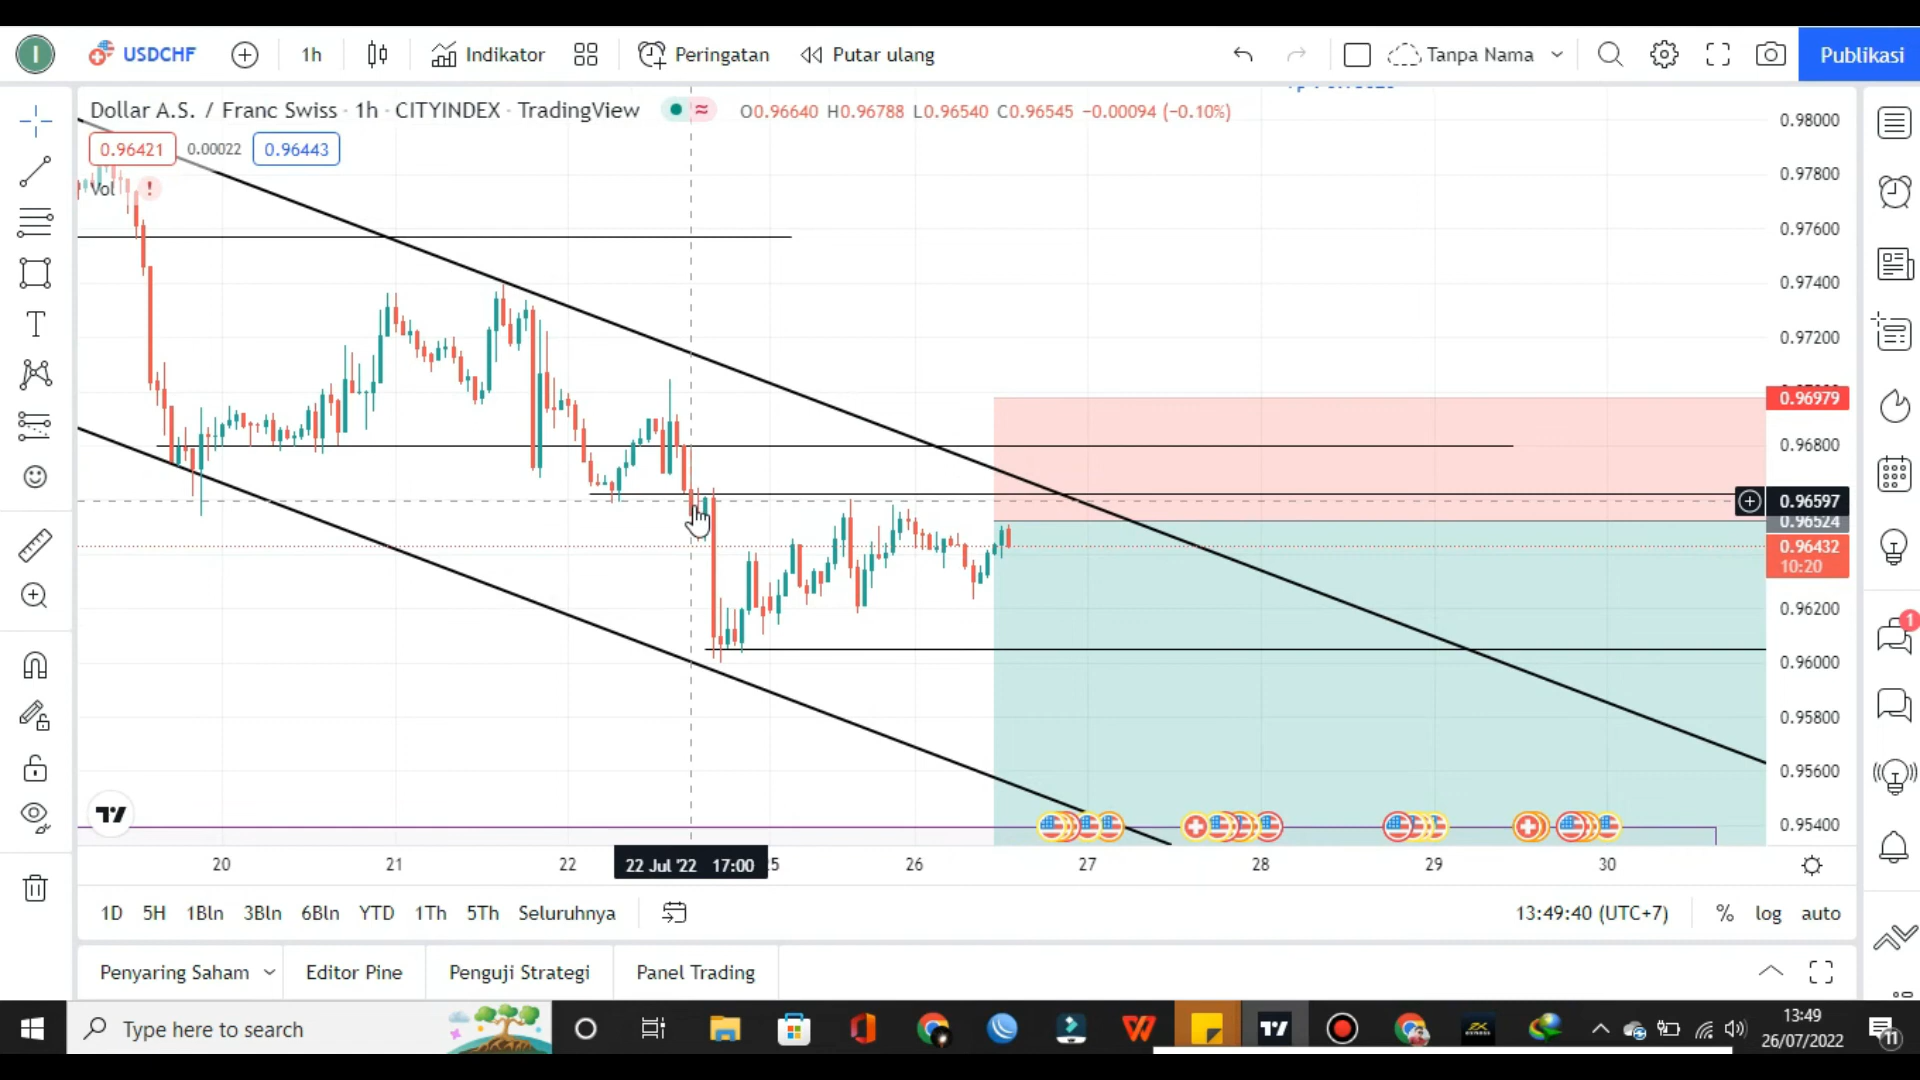 I USDCHF 1h Indikator Peringatan Putar ulang Tanpa Nama Publikasi
Dollar A.S. / Franc Swiss · 1h · CITYINDEX · TradingView O0.96640 H0.96788 L0.96540 C0.96545 −0.00094 (−0.10%)
0.96421 0.00022 0.96443
Vol !
0.98000
0.97800
0.97600
0.97400
0.97200
0.96979
0.96800
0.96597
0.96524
0.96432
10:20
0.96200
0.96000
0.95800
0.95600
0.95400
1
20 21 22 22 Jul '22 17:00 5 26 27 28 29 30
1D 5H 1Bln 3Bln 6Bln YTD 1Th 5Th Seluruhnya 13:49:40 (UTC+7) % log auto
Penyaring Saham Editor Pine Penguji Strategi Panel Trading
Type here to search
13:49
26/07/2022
11